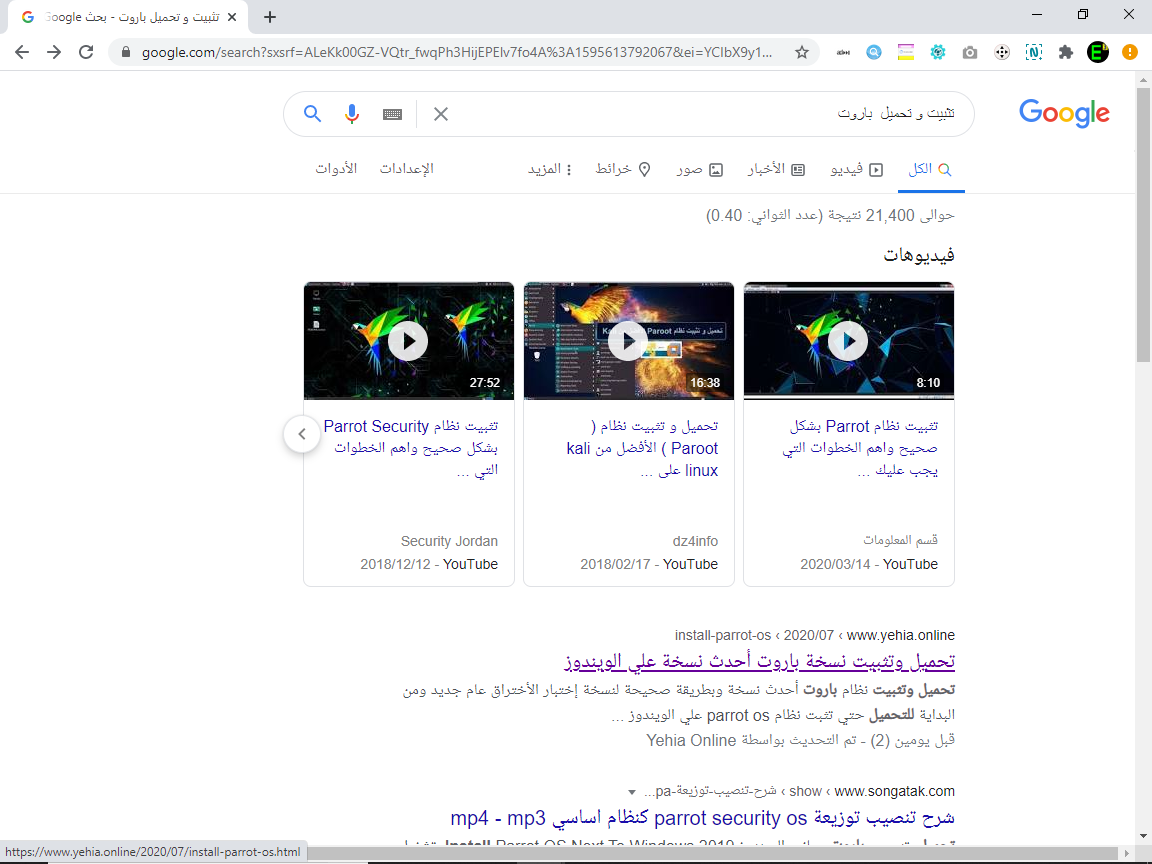 تثبيت و تحميل باروت - بحث Google
google.com/search?sxsrf=ALeKk00GZ-VQtr_fwqPh3HijEPEIv7fo4A%3A1595613792067&ei=YCIbX9y1...
Google
تثبيت و تحميل باروت
الكل
فيديو
الأخبار
صور
خرائط
المزيد
الإعدادات
الأدوات
حوالى 21,400 نتيجة (عدد الثواني: 0.40)
فيديوهات
8:10
تثبيت نظام Parrot بشكل
صحيح واهم الخطوات التي
يجب عليك ...
قسم المعلومات
YouTube - 2020/03/14
تحميل و تثبيت نظام Paroot
16:38
تحميل و تثبيت نظام (
Paroot ) الأفضل من kali
linux على ...
dz4info
YouTube - 2018/02/17
27:52
تثبيت نظام Parrot Security
بشكل صحيح واهم الخطوات
التي ...
Security Jordan
YouTube - 2018/12/12
www.yehia.online › 2020/07 › install-parrot-os
تحميل وتثبيت نسخة باروت أحدث نسخة علي الويندوز
تحميل وتثبيت نظام باروت أحدث نسخة وبطريقة صحيحة لنسخة إختبار الأختراق عام جديد ومن
البداية للتحميل حتي تثبت نظام parrot os علي الويندوز ...
قبل يومين (2) - تم التحديث بواسطة Yehia Online
www.songatak.com › show › شرح-تنصيب-توزيعة-pa...
شرح تنصيب توزيعة parrot security os كنظام اساسي mp4 - mp3
Install Parrot OS Next To Windows 2019
https://www.yehia.online/2020/07/install-parrot-os.html